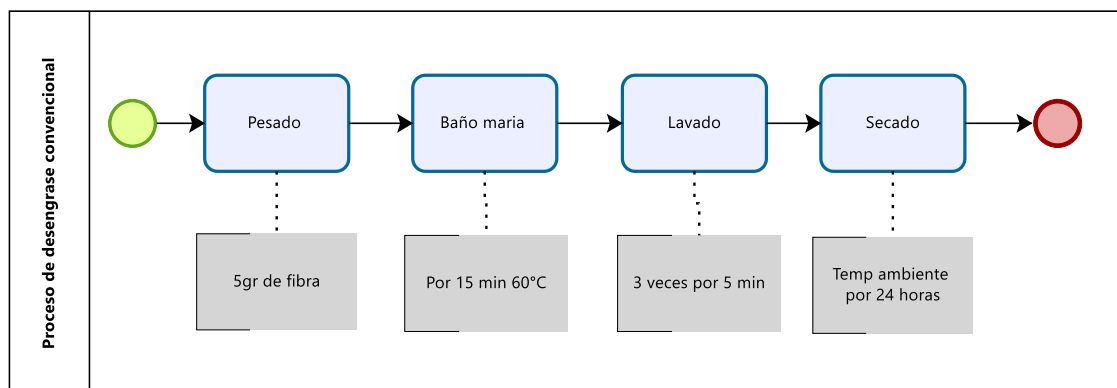 Proceso de desengrase convencional
Pesado
Baño maria
Lavado
Secado
5gr de fibra
Por 15 min 60°C
3 veces por 5 min
Temp ambiente
por 24 horas